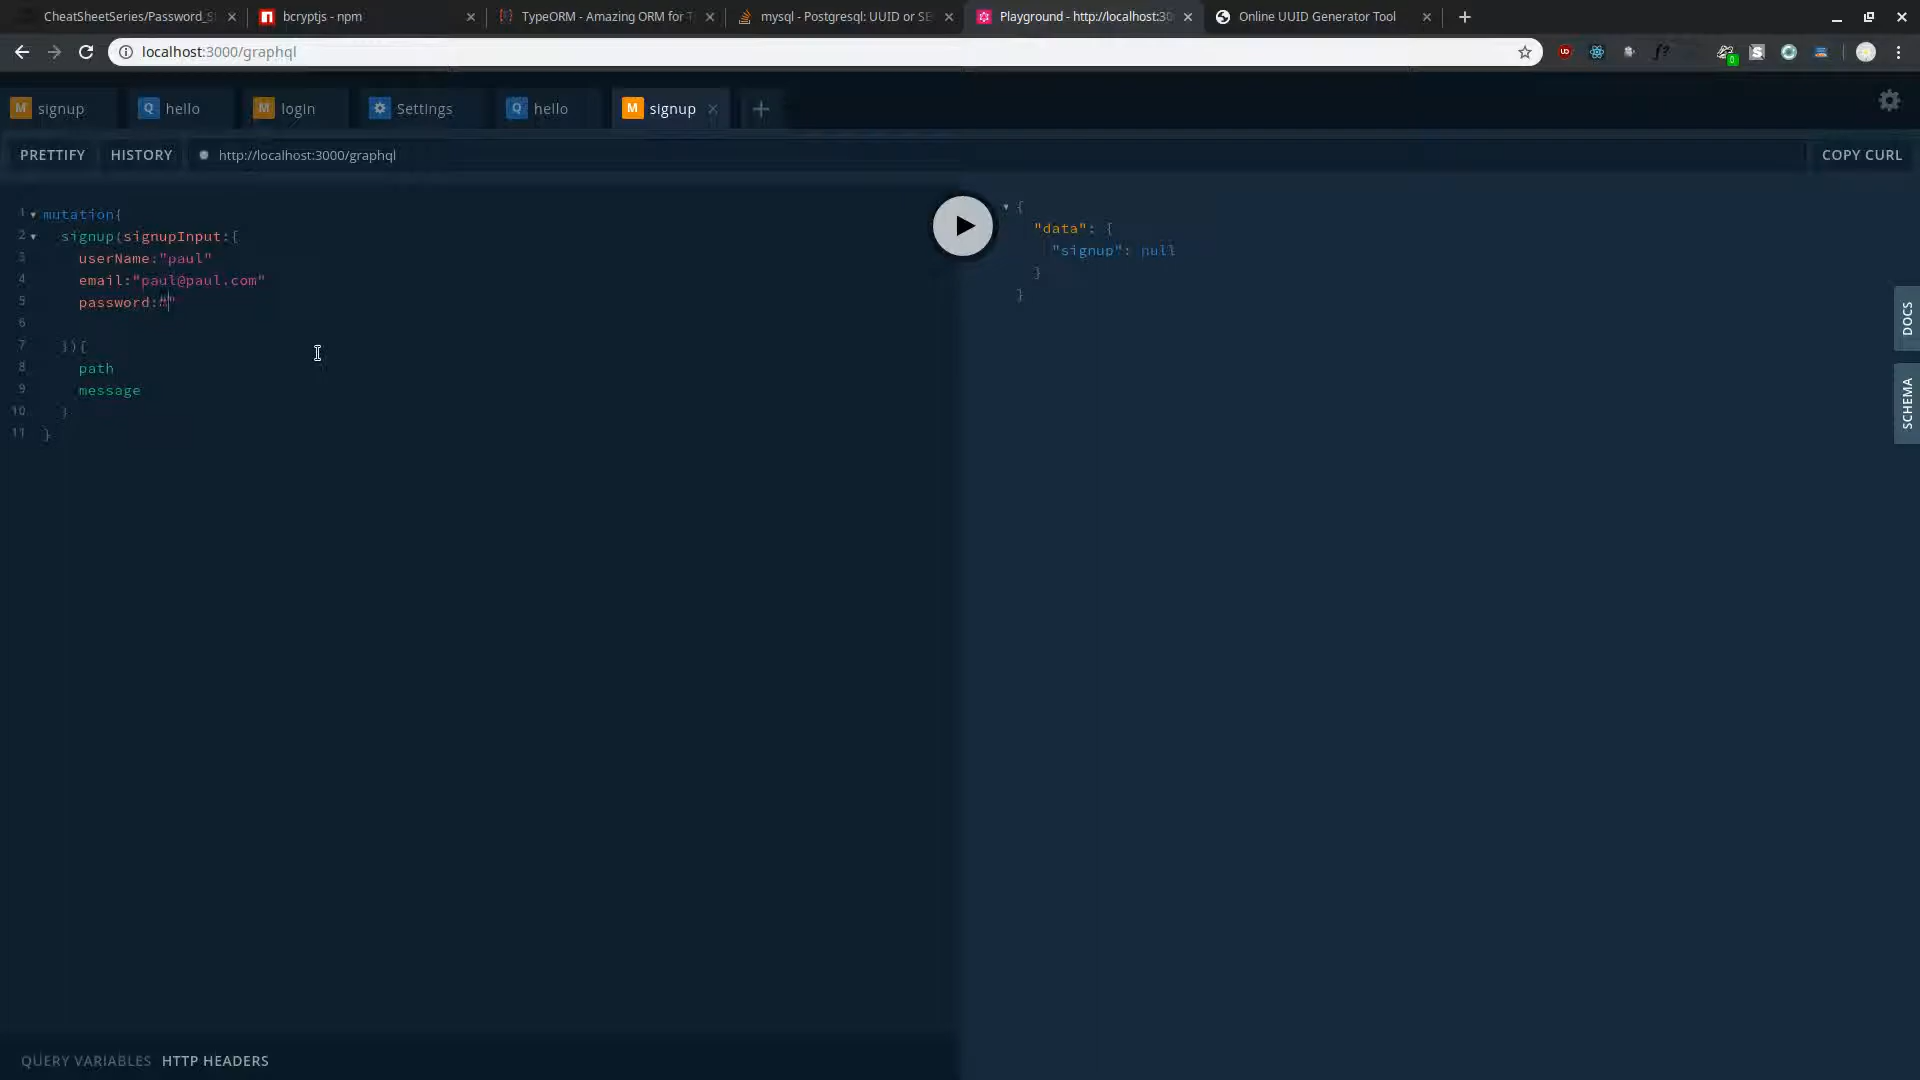 CheatSheetSeries/Password_S
bcryptjs - npm
TypeORM - Amazing ORM for T
mysql - Postgresql: UUID or SE
Playground - http://localhost:30
Online UUID Generator Tool
localhost:3000/graphql
M signup
Q hello
M login
Settings
Q hello
M signup
PRETTIFY
HISTORY
http://localhost:3000/graphql
COPY CURL
1 mutation{
2 signup(signupInput:{
3 userName:"paul"
4 email:"paul@paul.com"
5 password:""
6
7 }){
8 path
9 message
10 }
11 }
{
"data": {
"signup": null
}
}
DOCS
SCHEMA
QUERY VARIABLES
HTTP HEADERS